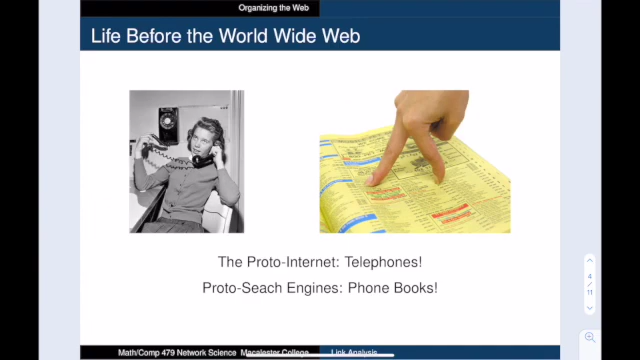 Organizing the Web
Life Before the World Wide Web
The Proto-Internet: Telephones!
Proto-Seach Engines: Phone Books!
Math/Comp 479 Network Science Macalester College Link Analysis
4
/
11